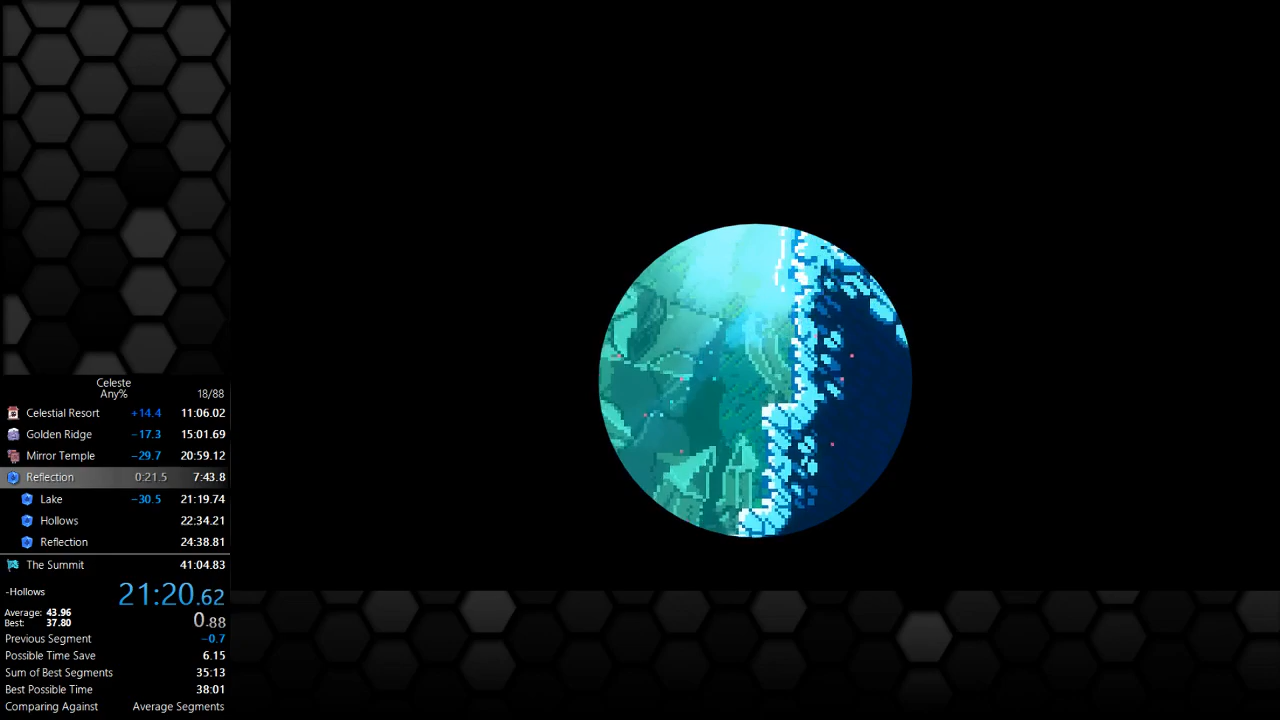 Celeste
Any% 18/88
Celestial Resort +14.4 11:06.02
Golden Ridge −17.3 15:01.69
Mirror Temple −29.7 20:59.12
Reflection 0:21.5 7:43.8
Lake −30.5 21:19.74
Hollows 22:34.21
Reflection 24:38.81
The Summit 41:04.83
-Hollows 21:20.62
Average: 43.96
Best: 37.80 0.88
Previous Segment −0.7
Possible Time Save 6.15
Sum of Best Segments 35:13
Best Possible Time 38:01
Comparing Against Average Segments